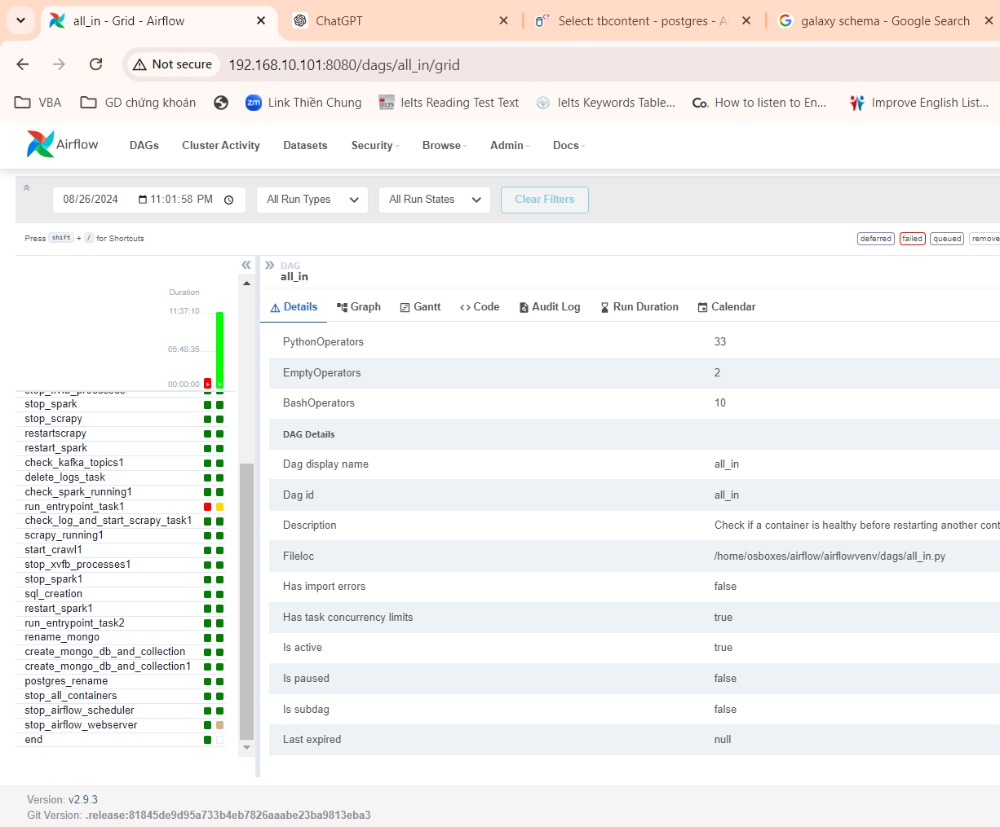 all_in - Grid - Airflow
ChatGPT
Select: tbcontent - postgres - A
galaxy schema - Google Search
Not secure
192.168.10.101:8080/dags/all_in/grid
VBA
GD chứng khoán
zm
Link Thiên Chung
Ielts Reading Test Text
Ielts Keywords Table...
Co.
How to listen to En...
Improve English List...
Airflow
DAGs
Cluster Activity
Datasets
Security
Browse
Admin
Docs
08/26/2024 11:01:58 PM
All Run Types
All Run States
Clear Filters
Press shift + / for Shortcuts
deferred
failed
queued
remove
DAG
all_in
Duration
11:37:10
05:48:35
00:00:00
Details
Graph
Gantt
Code
Audit Log
Run Duration
Calendar
stop_xvfb_processes
stop_spark
stop_scrapy
restartscrapy
restart_spark
check_kafka_topics1
delete_logs_task
check_spark_running1
run_entrypoint_task1
check_log_and_start_scrapy_task1
scrapy_running1
start_crawl1
stop_xvfb_processes1
stop_spark1
sql_creation
restart_spark1
run_entrypoint_task2
rename_mongo
create_mongo_db_and_collection
create_mongo_db_and_collection1
postgres_rename
stop_all_containers
stop_airflow_scheduler
stop_airflow_webserver
end
PythonOperators 33
EmptyOperators 2
BashOperators 10
DAG Details
Dag display name all_in
Dag id all_in
Description Check if a container is healthy before restarting another cont
Fileloc /home/osboxes/airflow/airflowvenv/dags/all_in.py
Has import errors false
Has task concurrency limits true
Is active true
Is paused false
Is subdag false
Last expired null
Version: v2.9.3
Git Version: .release:81845de9d95a733b4eb7826aaabe23ba9813eba3